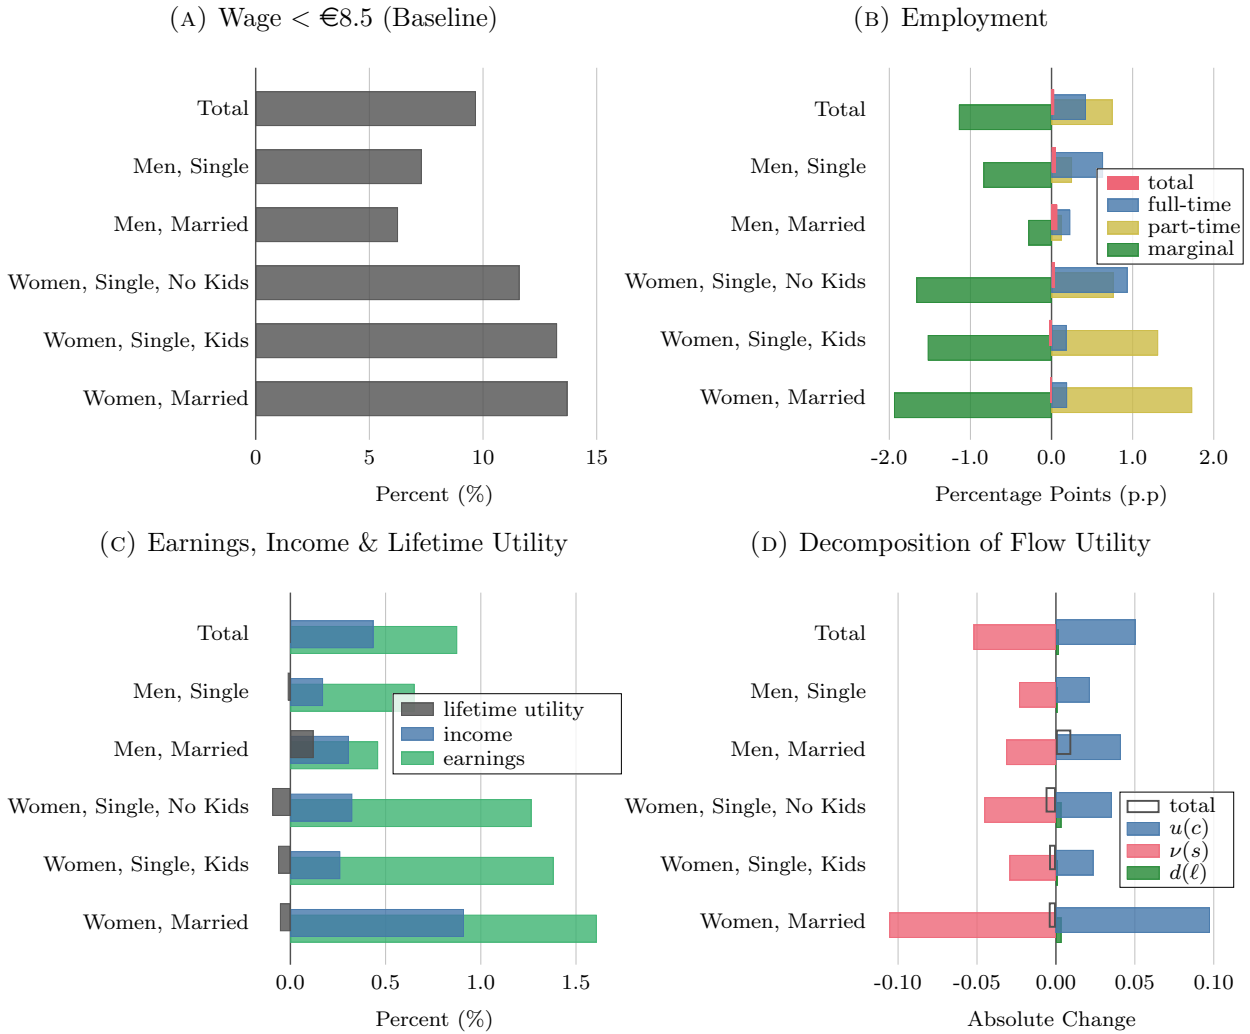 (A) Wage < €8.5 (Baseline)
Total
Men, Single
Men, Married
Women, Single, No Kids
Women, Single, Kids
Women, Married
0 5 10 15
Percent (%)
(B) Employment
Total
Men, Single
Men, Married
Women, Single, No Kids
Women, Single, Kids
Women, Married
total
full-time
part-time
marginal
-2.0 -1.0 0.0 1.0 2.0
Percentage Points (p.p)
(C) Earnings, Income & Lifetime Utility
Total
Men, Single
Men, Married
Women, Single, No Kids
Women, Single, Kids
Women, Married
lifetime utility
income
earnings
0.0 0.5 1.0 1.5
Percent (%)
(D) Decomposition of Flow Utility
Total
Men, Single
Men, Married
Women, Single, No Kids
Women, Single, Kids
Women, Married
total
u(c)
ν(s)
d(ℓ)
-0.10 -0.05 0.00 0.05 0.10
Absolute Change